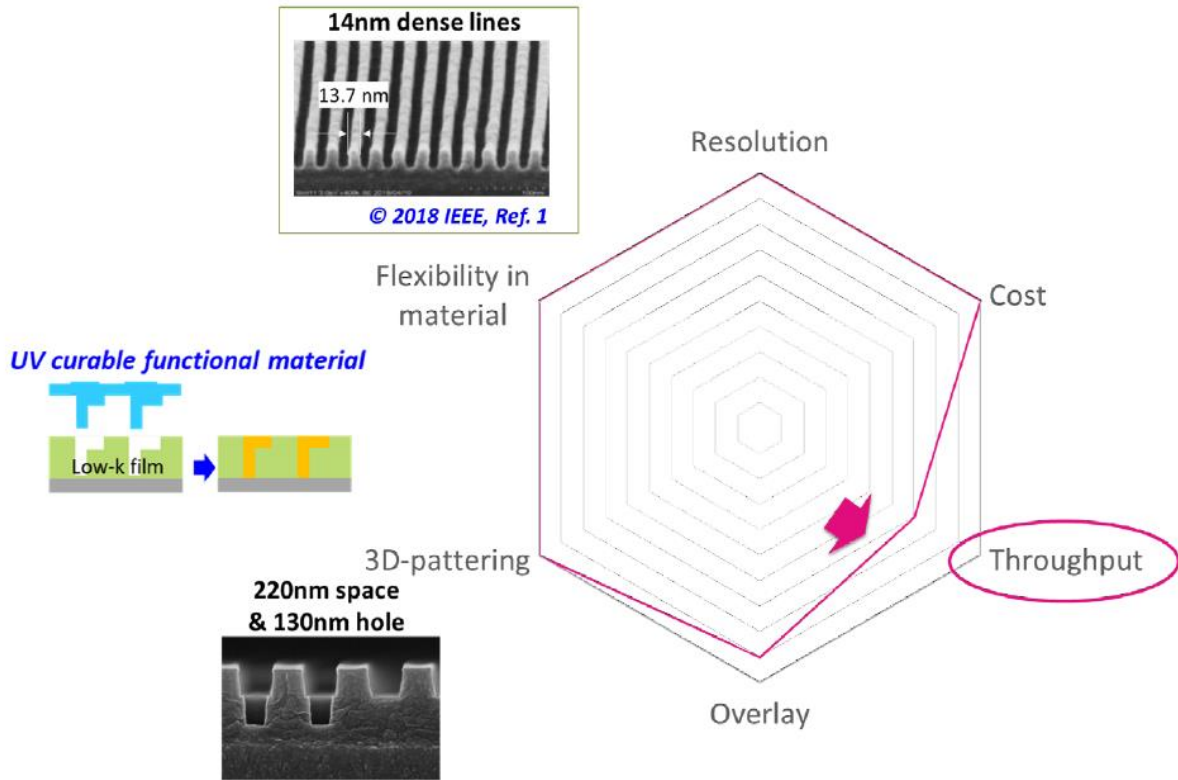 14nm dense lines
13.7 nm
© 2018 IEEE, Ref. 1
Resolution
Flexibility in
material
Cost
UV curable functional material
Low-k film
3D-pattering
Throughput
220nm space
& 130nm hole
Overlay